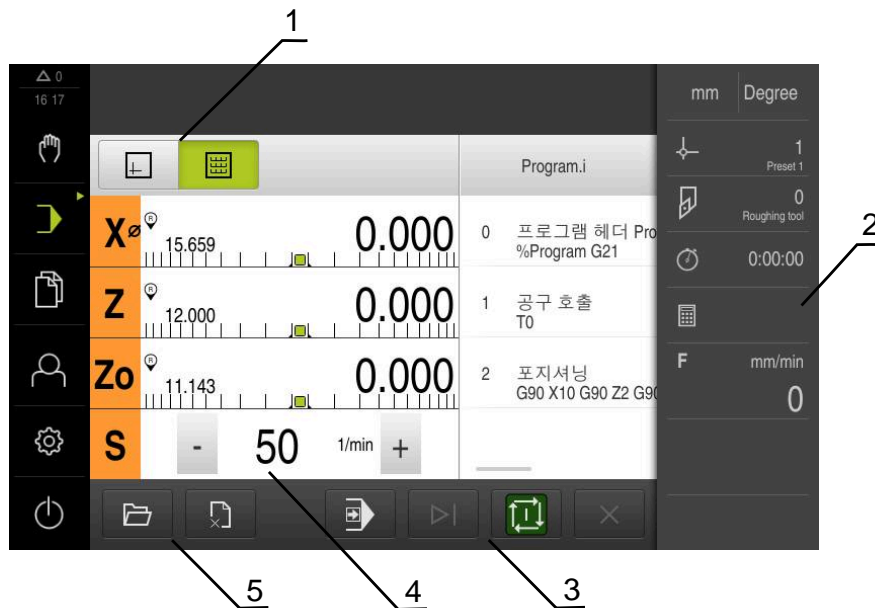 1
0
16 17
mm Degree
Program.i
1
Preset 1
X⌀ R 15.659 0.000
0 프로그램 헤더 Pro
%Program G21
0
Roughing tool
2
0:00:00
Z R 12.000 0.000
1 공구 호출
T0
Zo R 11.143 0.000
2 포지셔닝
G90 X10 G90 Z2 G90
F mm/min
0
S - 50 1/min +
5 4 3